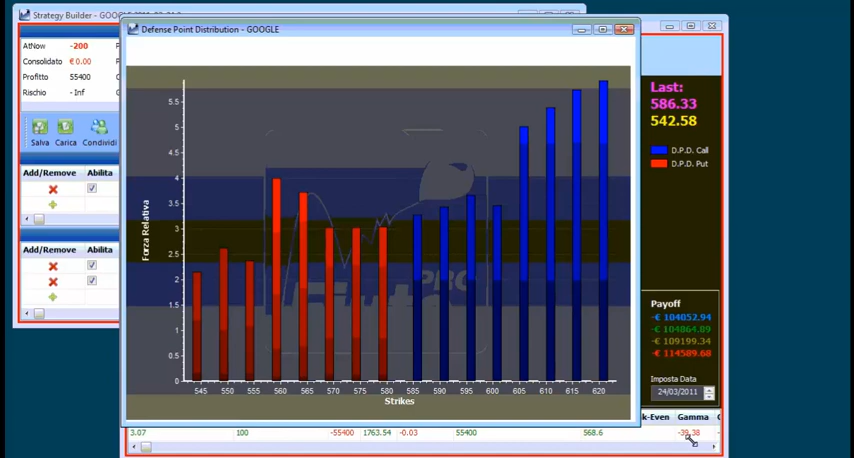 Strategy Builder - GOOGLE
Defense Point Distribution - GOOGLE
AtNow -200
Consolidato € 0.00
Profitto 55400
Rischio - Inf
Salva Carica Condividi
Add/Remove Abilita
Add/Remove Abilita
Forza Relativa
5.5
5
4.5
4
3.5
3
2.5
2
1.5
1
0.5
0
545 550 555 560 565 570 575 580 585 590 595 600 605 610 615 620
Strikes
PRO
Last:
586.33
542.58
D.P.D. Call
D.P.D. Put
Payoff
-€ 104052.94
-€ 104864.89
-€ 109199.34
-€ 114589.68
Imposta Data
24/03/2011
k-Even Gamma
3.07 100 -55400 1763.54 -0.03 55400 568.6 -39.38